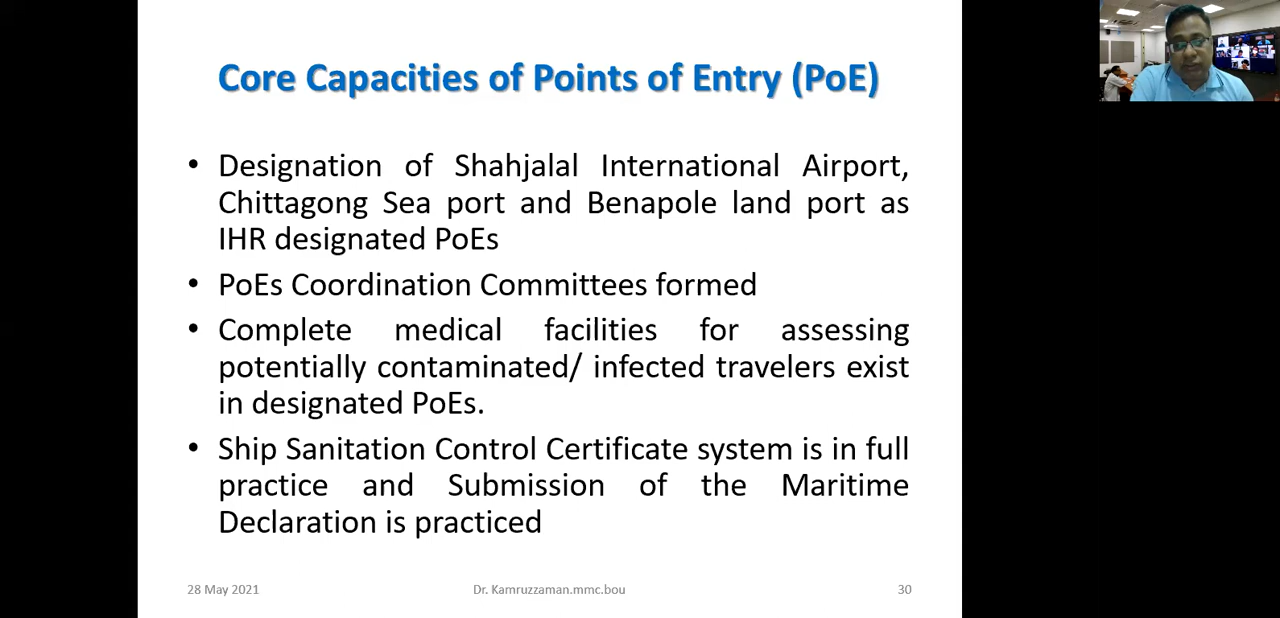 Core Capacities of Points of Entry (PoE)
• Designation of Shahjalal International Airport,
Chittagong Sea port and Benapole land port as
IHR designated PoEs
• PoEs Coordination Committees formed
• Complete medical facilities for assessing
potentially contaminated/ infected travelers exist
in designated PoEs.
• Ship Sanitation Control Certificate system is in full
practice and Submission of the Maritime
Declaration is practiced
28 May 2021
Dr. Kamruzzaman.mmc.bou
30